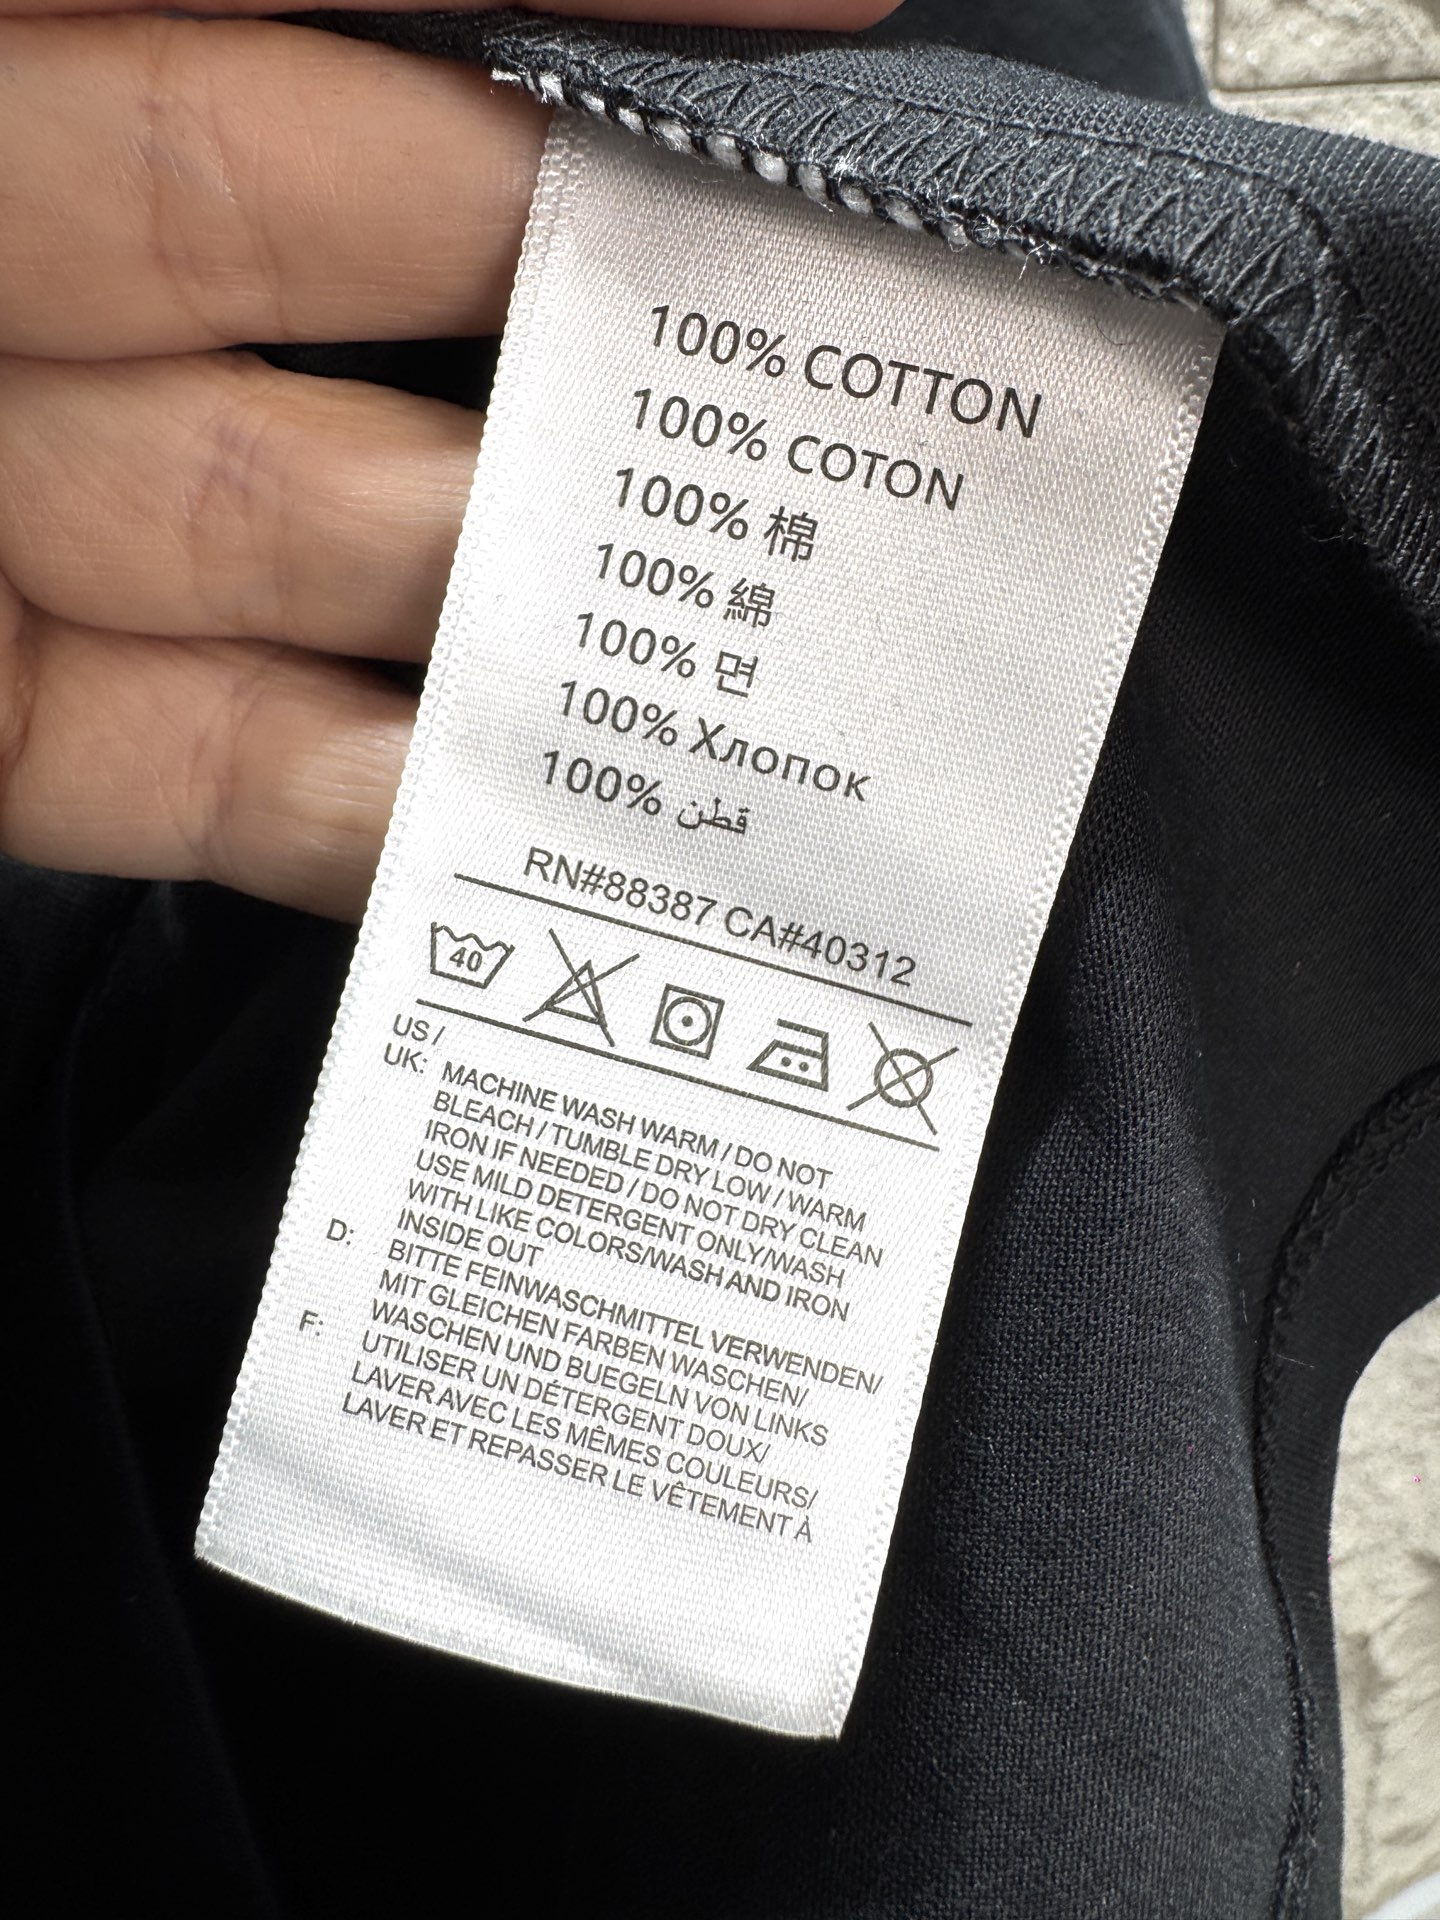 100% COTTON
100% COTON
100% 棉
100% 綿
100% 면
100% Хлопок
100% قطن
RN#88387 CA#40312
40
US /
UK: MACHINE WASH WARM / DO NOT
BLEACH / TUMBLE DRY LOW / WARM
IRON IF NEEDED / DO NOT DRY CLEAN
USE MILD DETERGENT ONLY/WASH
WITH LIKE COLORS/WASH AND IRON
INSIDE OUT
D: BITTE FEINWASCHMITTEL VERWENDEN/
MIT GLEICHEN FARBEN WASCHEN/
WASCHEN UND BUEGELN VON LINKS
F: UTILISER UN DÉTERGENT DOUX/
LAVER AVEC LES MÊMES COULEURS/
LAVER ET REPASSER LE VÊTEMENT À